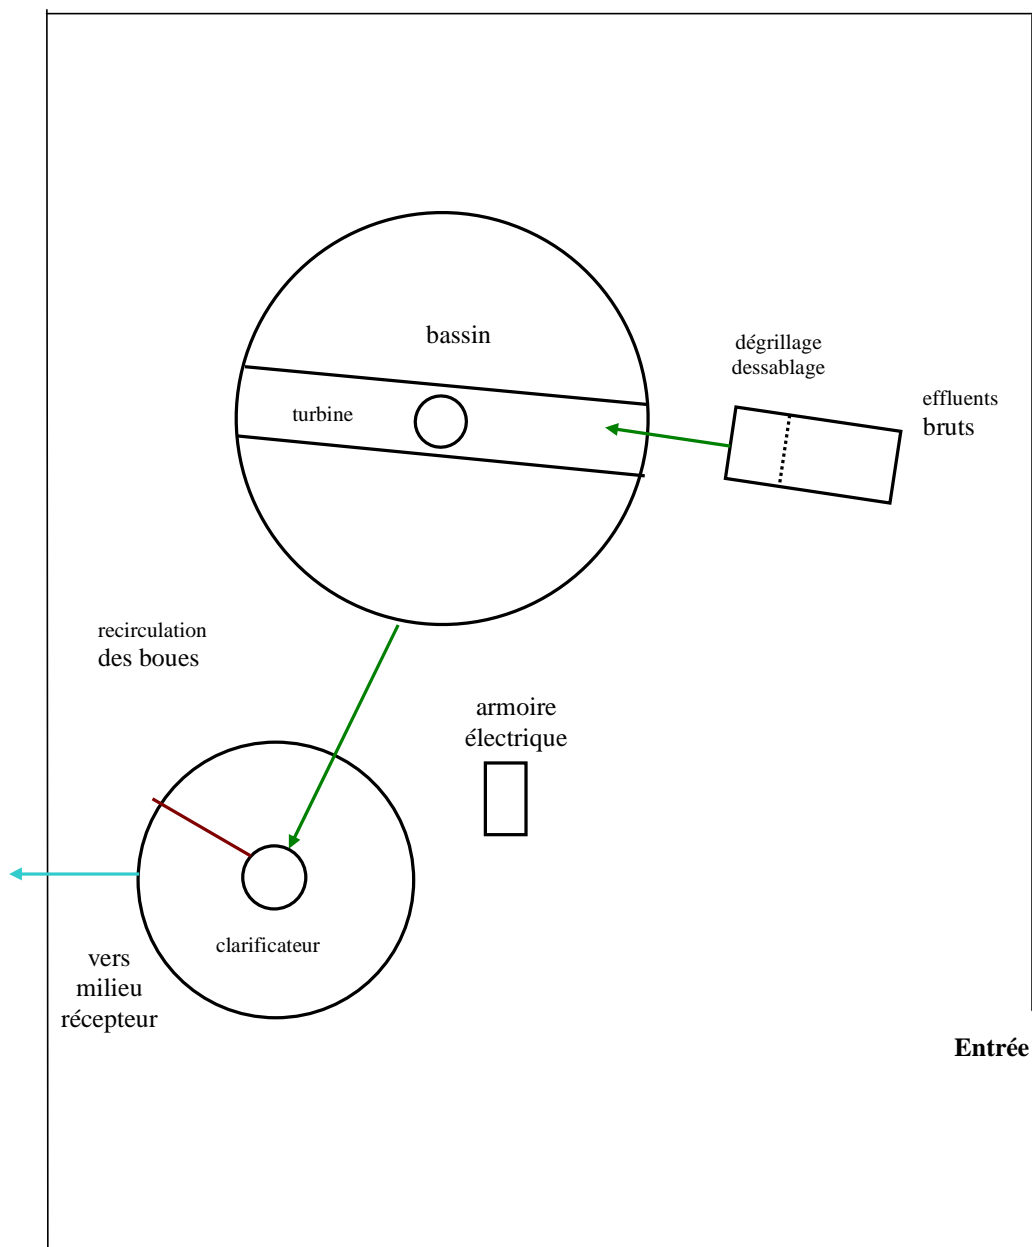 bassin
dégrillage
dessablage
effluents
bruts
turbine
recirculation
des boues
armoire
électrique
clarificateur
vers
milieu
récepteur
Entrée